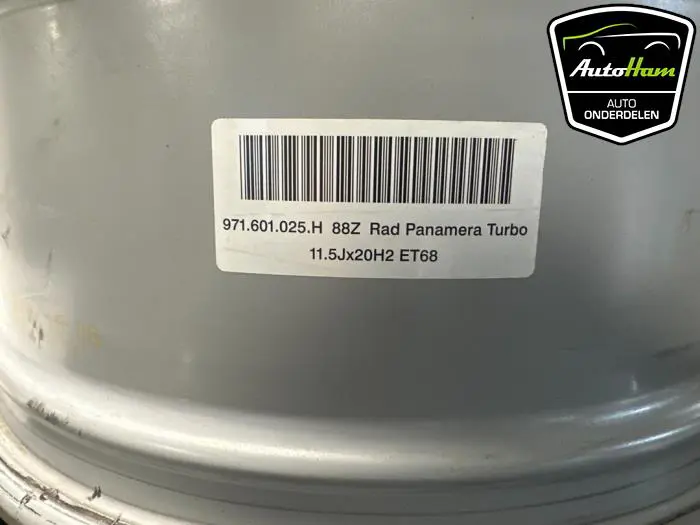 AutoHam
AUTO
ONDERDELEN
971.601.025.H 88Z Rad Panamera Turbo
11.5Jx20H2 ET68